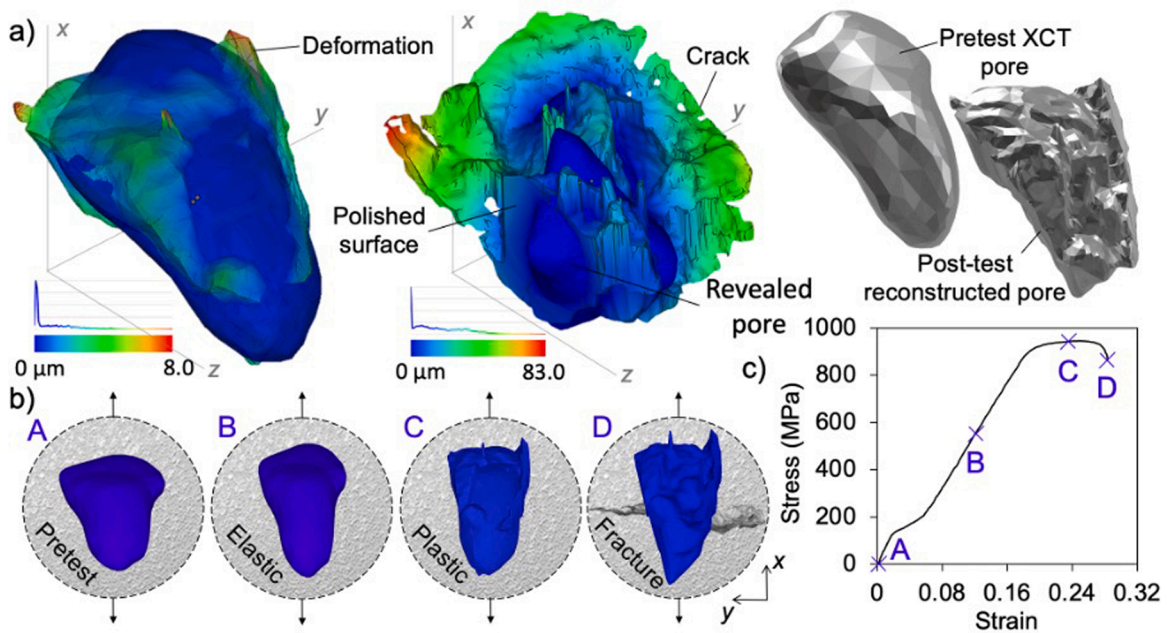 a)
x
Deformation
y
z
0 µm
8.0
x
Crack
y
Polished
surface
Revealed
pore
z
0 µm
83.0
Pretest XCT
pore
Post-test
reconstructed pore
b)
A
Pretest
B
Elastic
C
Plastic
D
Fracture
x
y
c)
Stress (MPa)
1000
800
600
400
200
0
A
B
C
D
0
0.08
0.16
0.24
0.32
Strain